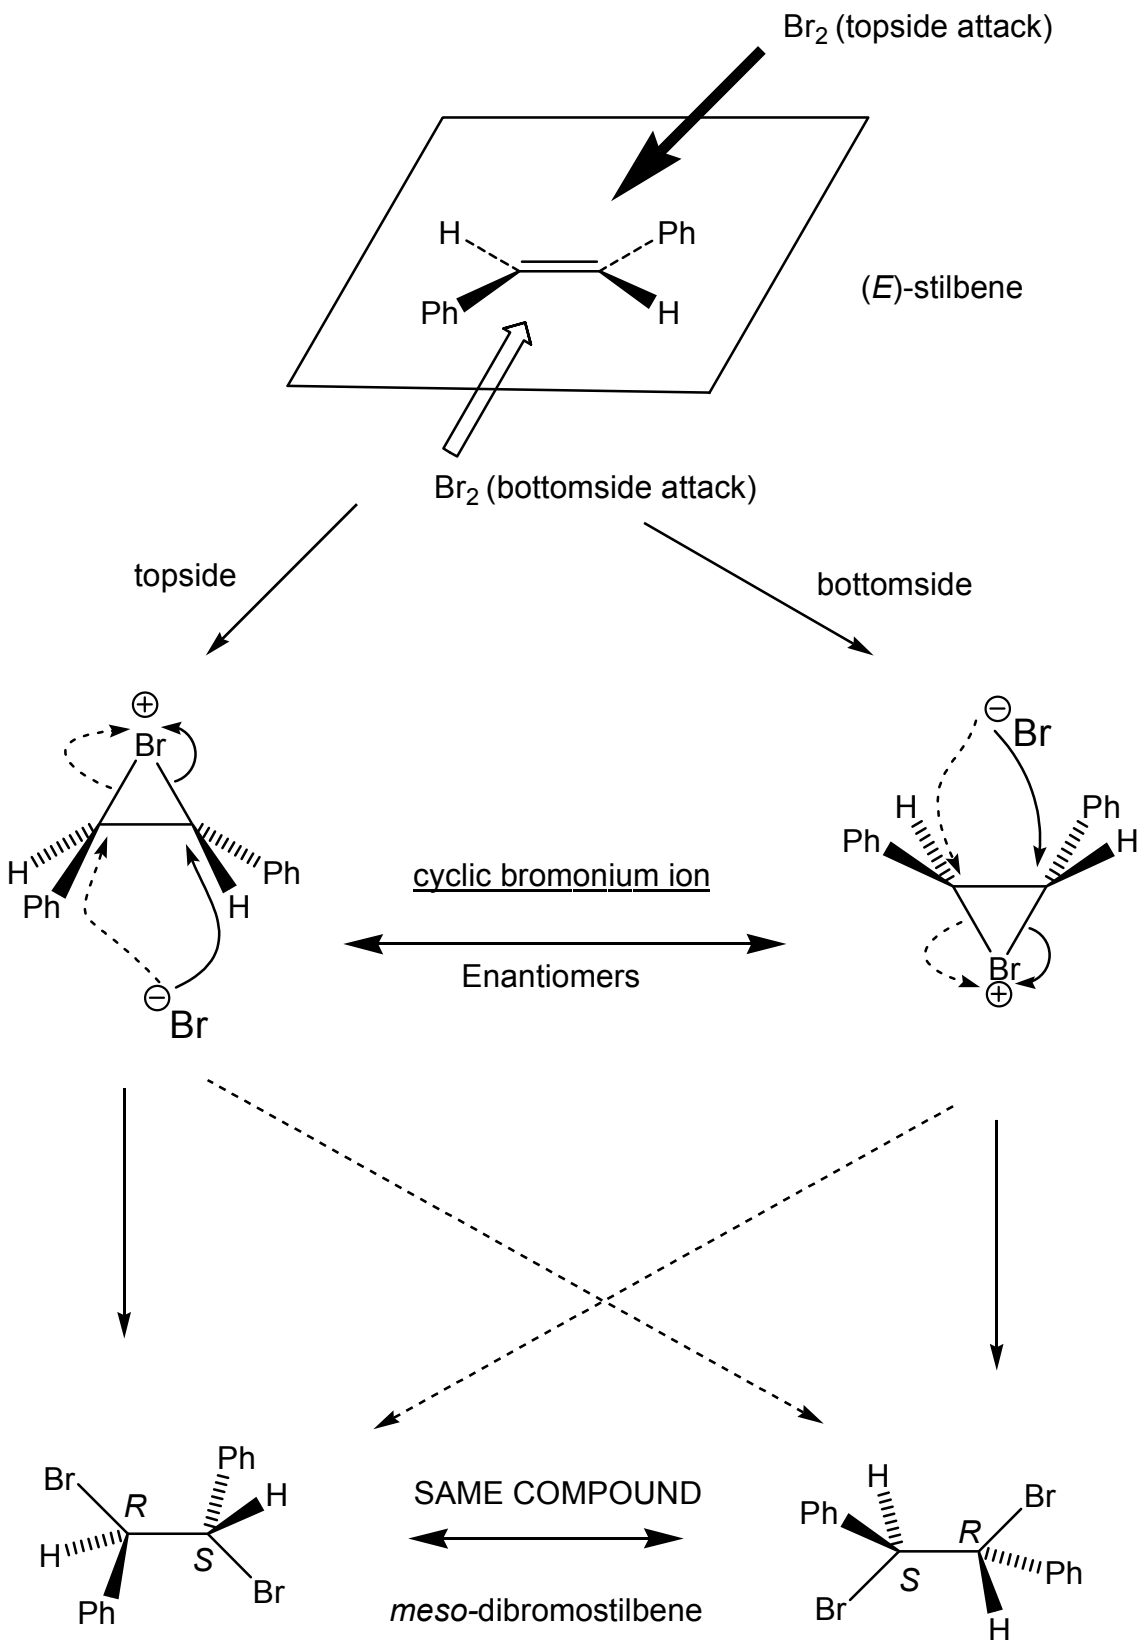 Br2 (topside attack)
H
Ph
(E)-stilbene
Ph
H
Br2 (bottomside attack)
topside
bottomside
⊕
Br
H
Ph
Ph
H
⊖
Br
cyclic bromonium ion
Enantiomers
⊖
Br
H
Ph
Ph
H
Br
⊕
Br
R
Ph
H
H
S
Ph
Br
SAME COMPOUND
meso-dibromostilbene
H
Ph
Br
R
S
Br
Ph
H